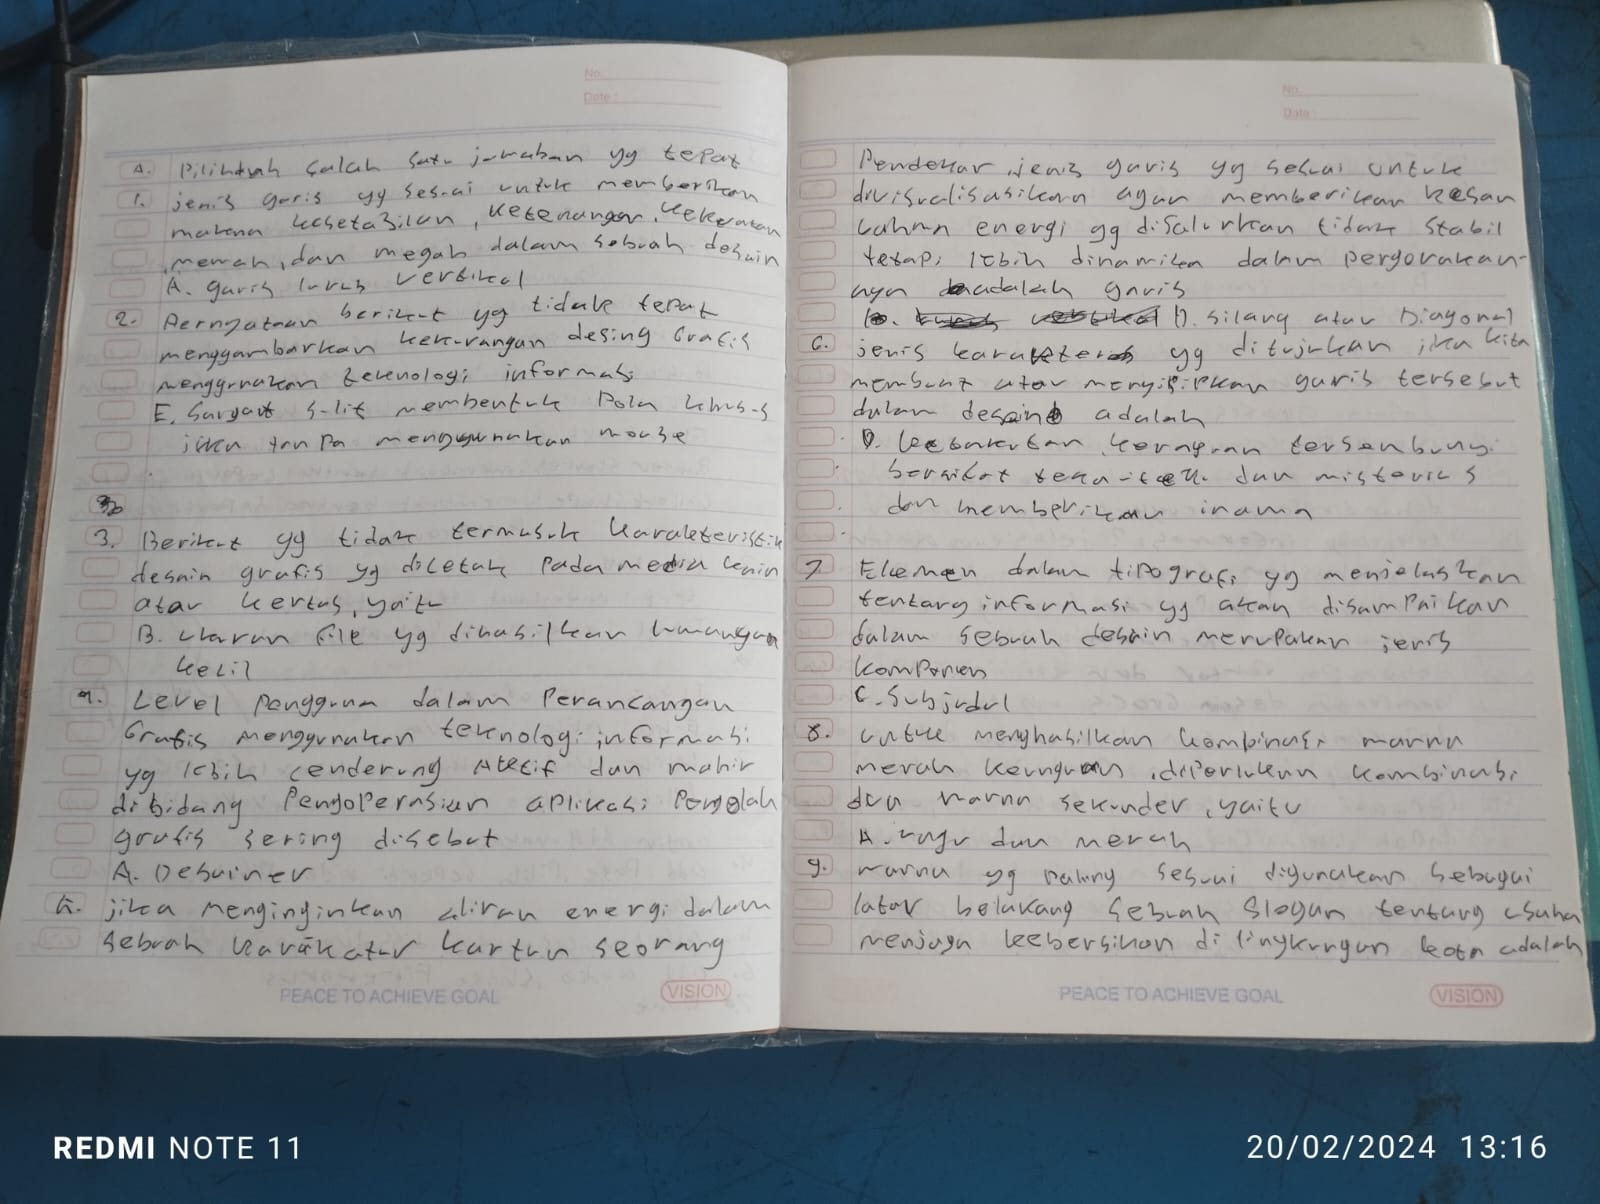 No.
Date :
A. Pilihlah salah satu jawaban yg tepat
1. jenis garis yg sesuai untuk memberikan
makna kesetabilan, ketenangan, kekuatan
mewah, dan megah dalam sebuah desain
A. garis lurus vertikal
2. Pernyataan berikut yg tidak tepat
menggambarkan kekurangan desing Grafis
menggunakan teknologi informasi
E. Sangat sulit membentuk Pola khusus
jika tanpa menggunakan mouse
3. Berikut yg tidak termasuk karakteristik
desain grafis yg dicetak Pada media
atau kertas, yaitu
B. ukuran file yg dihasilkan
kecil
4. Level Pengguna dalam Perancangan
Grafis menggunakan teknologi informasi
yg lebih cenderung Aktif dan mahir
dibidang Pengoperasian aplikasi Pengolah
grafis sering disebut
A. Desainer
5. jika menginginkan aliran energi dalam
sebuah karakatur kartun seorang
PEACE TO ACHIEVE GOAL
VISION
No.
Date :
Pendekar, jenis garis yg sesuai untuk
divisualisasikan agar memberikan kesan
bahwa energi yg disalurkan tidak stabil
tetapi lebih dinamika dalam pergerakan-
nya adalah garis
D. silang atau Diagonal
6. jenis karakter yg ditujukan jika kita
membuat atau menyisipkan garis tersebut
dalam desain adalah
D. tersembunyi
bersifat teka-teki dan misterius
dan memberikan irama
7 Elemen dalam tipografi yg menjelaskan
tentang informasi yg akan disampaikan
dalam sebuah desain merupakan jenis
komponen
C. Subjudul
8. untuk menghasilkan kombinasi warna
merah keunguan, diperlukan kombinasi
dua warna sekunder, yaitu
A. ungu dan merah
9. warna yg paling sesuai digunakan sebagai
latar belakang sebuah slogan tentang usaha
menjaga kebersihan di lingkungan kota adalah
PEACE TO ACHIEVE GOAL
VISION
REDMI NOTE 11
20/02/2024 13:16